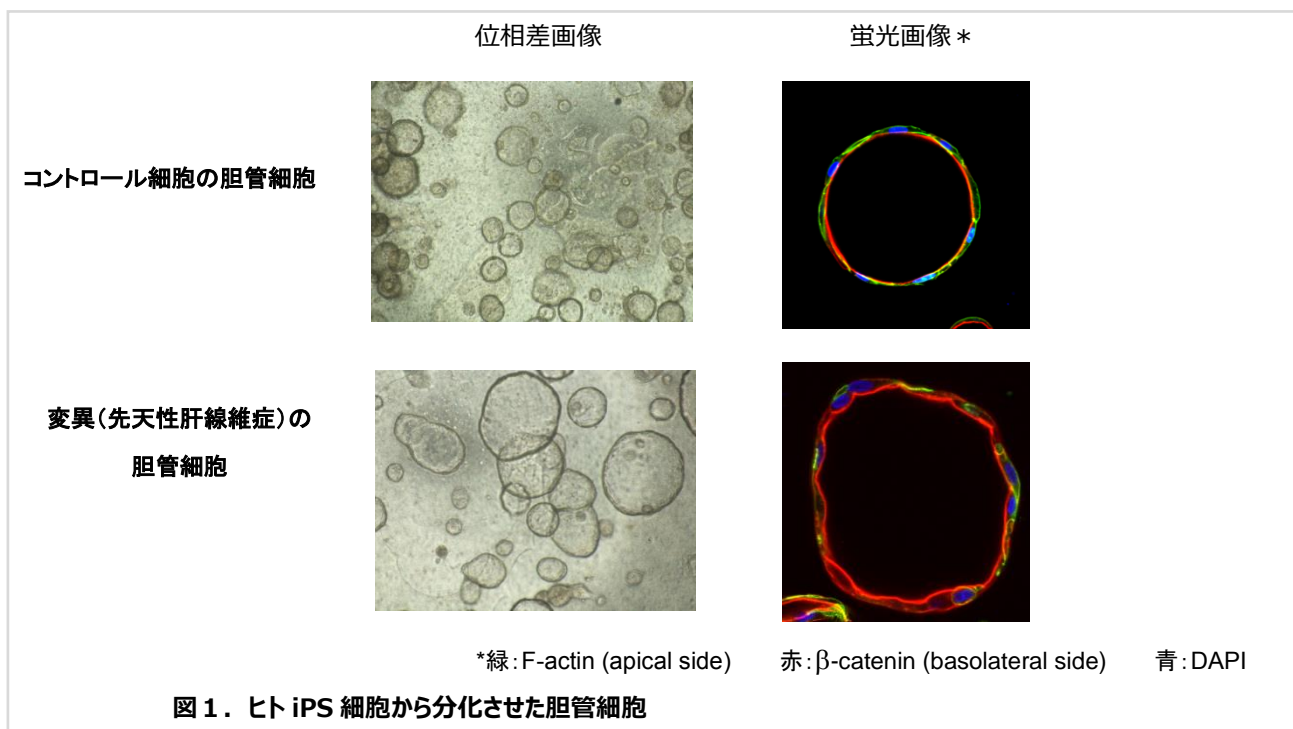 位相差画像
蛍光画像＊
コントロール細胞の胆管細胞
変異（先天性肝線維症）の
胆管細胞
*緑：F-actin (apical side) 赤：β-catenin (basolateral side) 青：DAPI
図１．ヒト iPS 細胞から分化させた胆管細胞